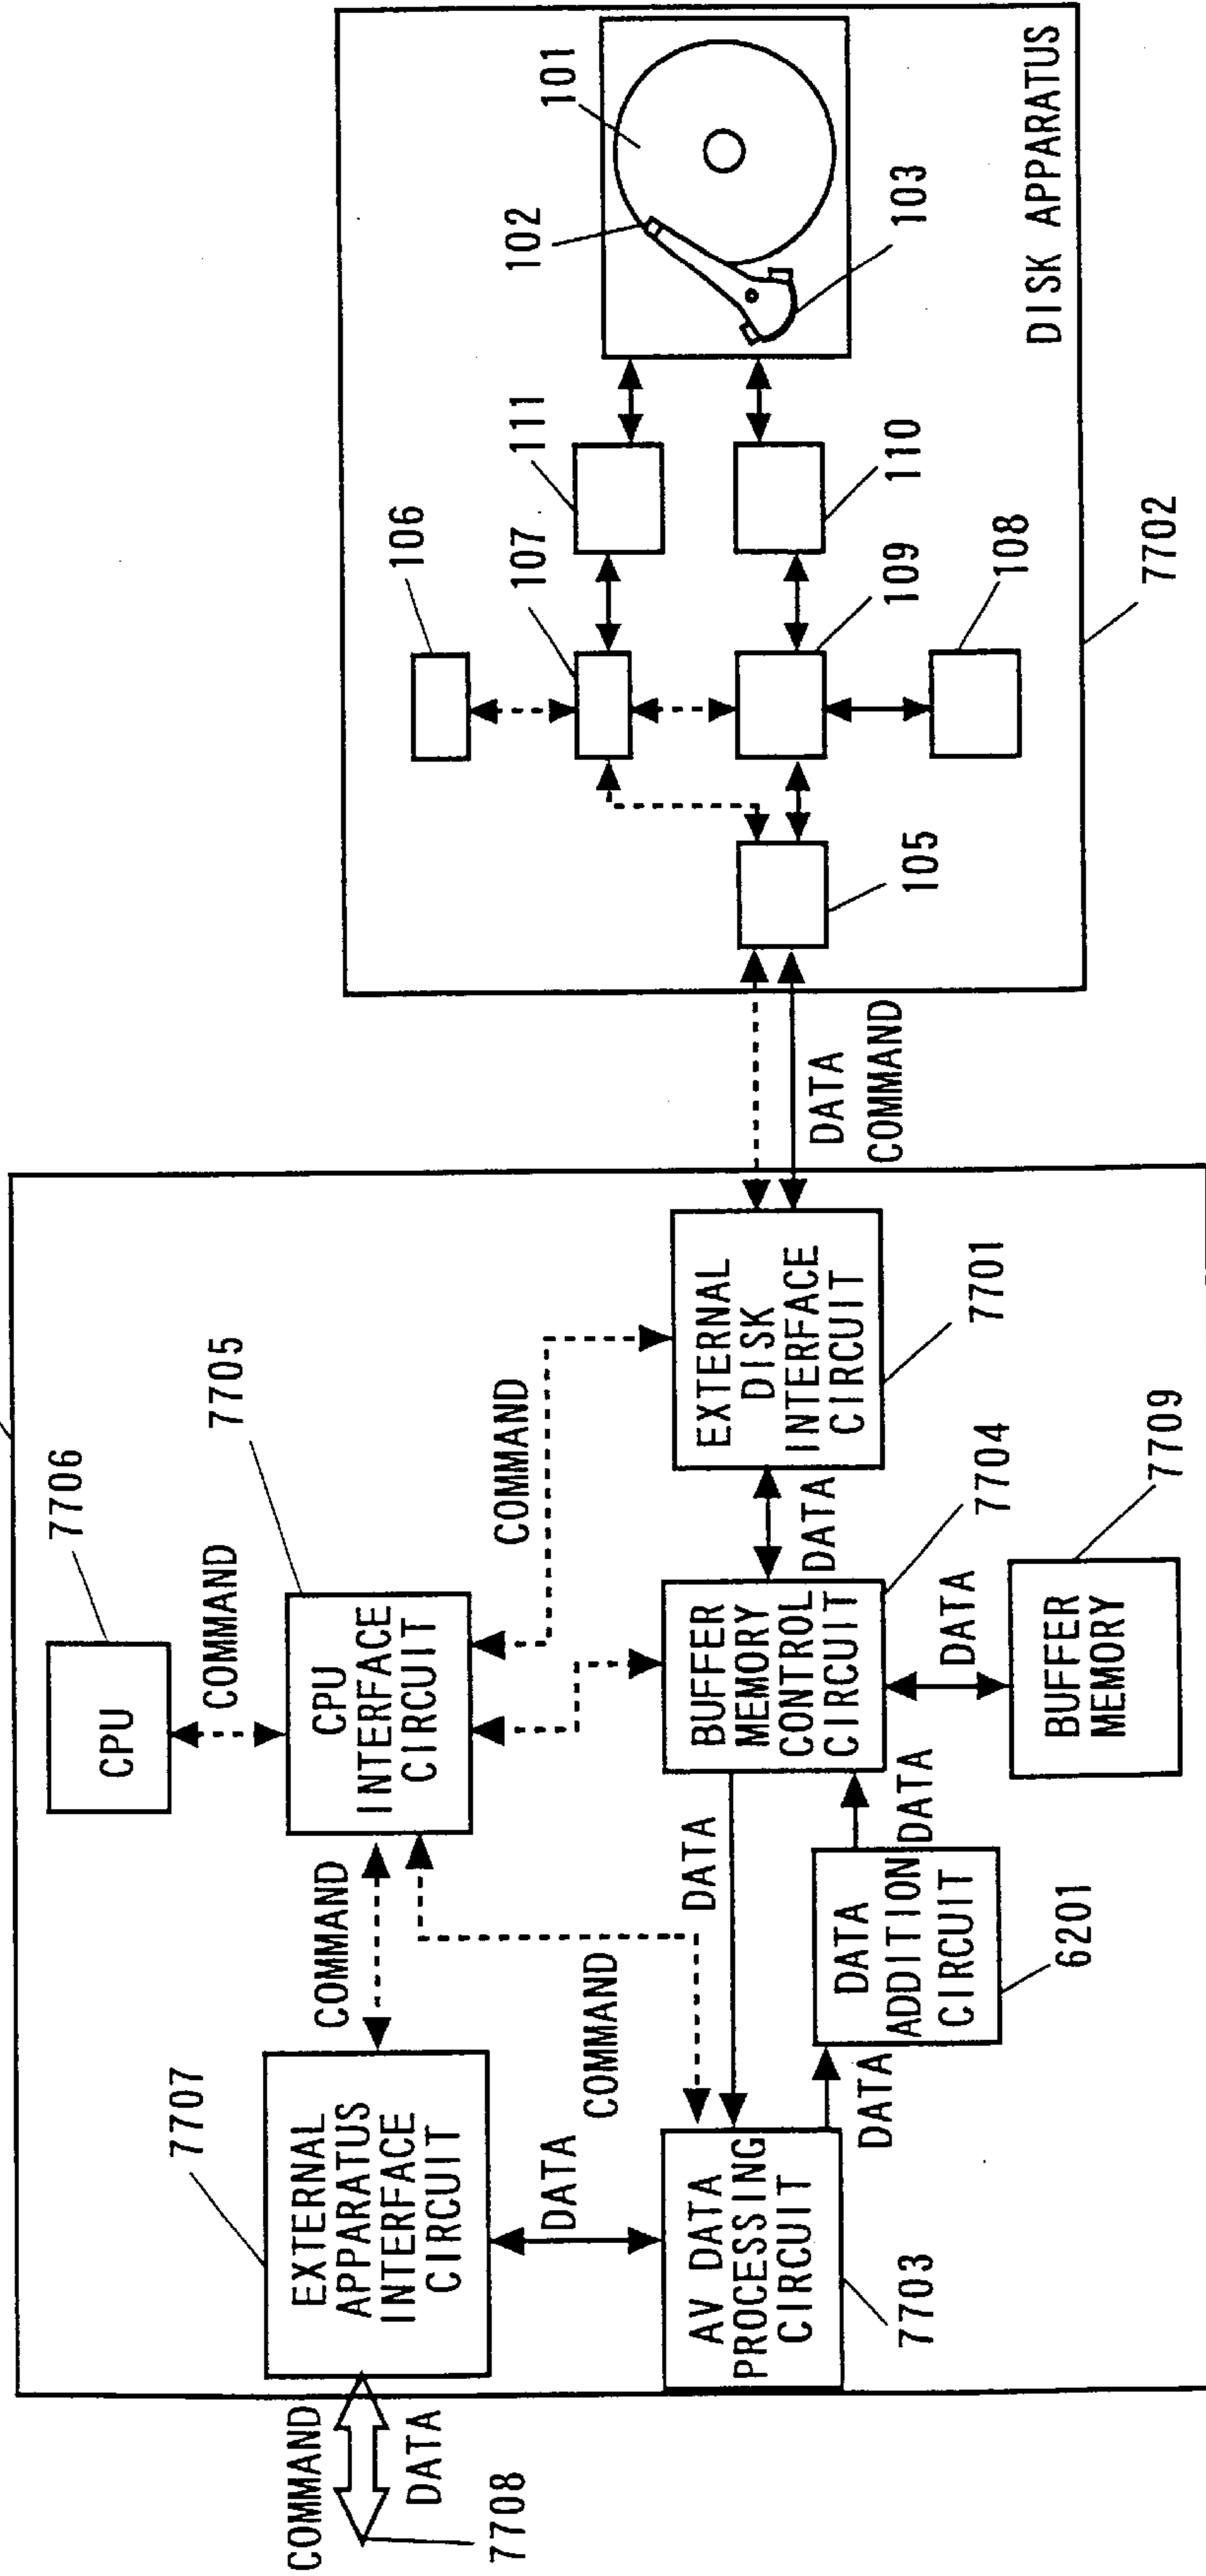 7706
CPU
COMMAND
7705
CPU
INTERFACE
CIRCUIT
7707
EXTERNAL
APPARATUS
INTERFACE
CIRCUIT
COMMAND
COMMAND
DATA
7708
COMMAND
COMMAND
DATA
AV DATA
PROCESSING
CIRCUIT
7703
DATA
DATA
DATA
ADDITION
CIRCUIT
6201
DATA
BUFFER
MEMORY
CONTROL
CIRCUIT
7704
DATA
BUFFER
MEMORY
7709
DATA
EXTERNAL
DISK
INTERFACE
CIRCUIT
7701
DATA
COMMAND
105
106
107
111
109
110
108
102
101
103
DISK APPARATUS
7702